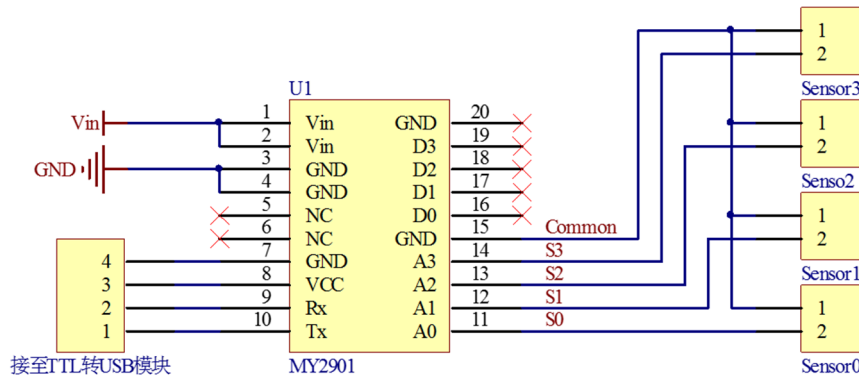 U1
Vin
GND
1 Vin
2 Vin
3 GND
4 GND
5 NC
6 NC
7 GND
8 VCC
9 Rx
10 Tx
GND 20
D3 19
D2 18
D1 17
D0 16
GND 15
A3 14
A2 13
A1 12
A0 11
MY2901
4
3
2
1
接至TTL转USB模块
Common
S3
S2
S1
S0
1
2
Sensor3
1
2
Senso2
1
2
Sensor1
1
2
Sensor0